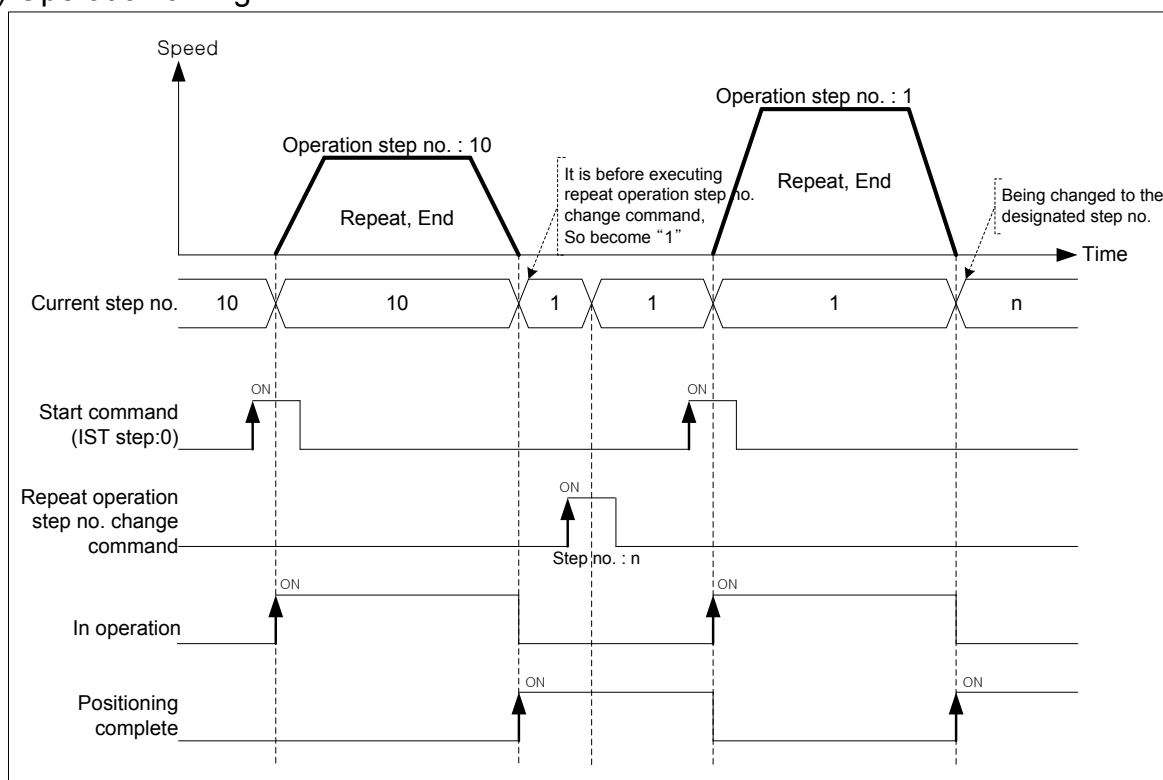 Speed
Operation step no. : 1
Operation step no. : 10
It is before executing
repeat operation step no.
change command,
So become “1”
Repeat, End
Repeat, End
Being changed to the
designated step no.
Time
Current step no.
10
10
1
1
1
n
ON
ON
Start command
(IST step:0)
Repeat operation
step no. change
command
ON
Step no. : n
ON
ON
In operation
ON
ON
Positioning
complete